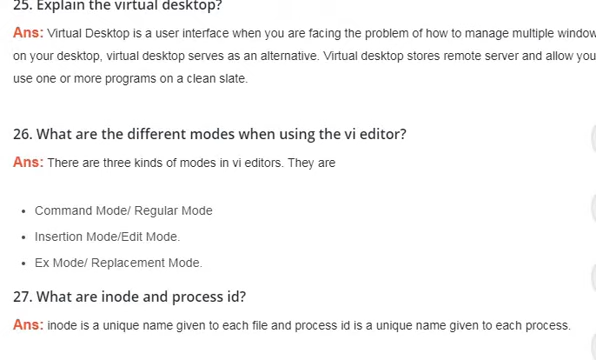 25. Explain the virtual desktop?
Ans: Virtual Desktop is a user interface when you are facing the problem of how to manage multiple window
on your desktop, virtual desktop serves as an alternative. Virtual desktop stores remote server and allow you
use one or more programs on a clean slate.
26. What are the different modes when using the vi editor?
Ans: There are three kinds of modes in vi editors. They are
• Command Mode/ Regular Mode
• Insertion Mode/Edit Mode.
• Ex Mode/ Replacement Mode.
27. What are inode and process id?
Ans: inode is a unique name given to each file and process id is a unique name given to each process.